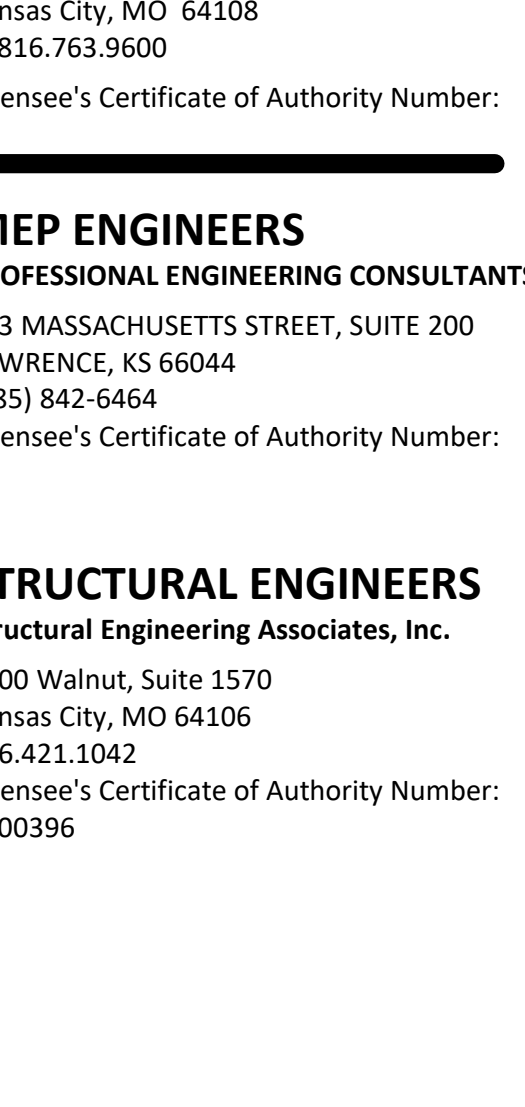 nsas City, MO  64108
816.763.9600
ensee's Certificate of Authority Number:
MEP ENGINEERS
OFESSIONAL ENGINEERING CONSULTANTS
3 MASSACHUSETTS STREET, SUITE 200
WRENCE, KS 66044
85) 842-6464
ensee's Certificate of Authority Number:
TRUCTURAL ENGINEERS
ructural Engineering Associates, Inc.
00 Walnut, Suite 1570
nsas City, MO 64106
6.421.1042
ensee's Certificate of Authority Number:
00396